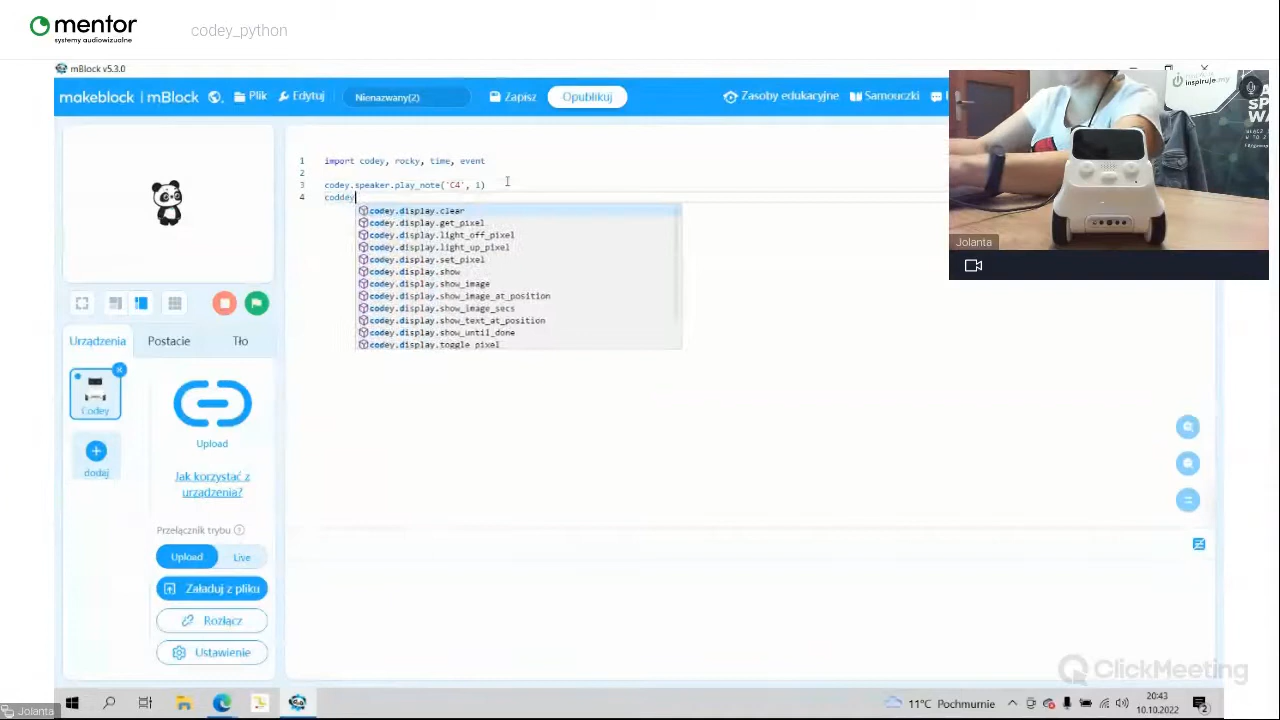 mentor
systemy audiowizualne
codey_python
mBlock v5.3.0
makeblock | mBlock
Plik
Edytuj
Nienazwany(2)
Zapisz
Opublikuj
Zasoby edukacyjne
Samouczki
inspiruje.my
Jolanta
1 import codey, rocky, time, event
2
3 codey.speaker.play_note('C4', 1)
4 coddey
codey.display.clear
codey.display.get_pixel
codey.display.light_off_pixel
codey.display.light_up_pixel
codey.display.set_pixel
codey.display.show
codey.display.show_image
codey.display.show_image_at_position
codey.display.show_image_secs
codey.display.show_text_at_position
codey.display.show_until_done
codey.display.toggle_pixel
Urządzenia
Postacie
Tło
Codey
dodaj
Upload
Jak korzystać z
urządzenia?
Przełącznik trybu
Upload
Live
Załaduj z pliku
Rozłącz
Ustawienie
ClickMeeting
Jolanta
11°C Pochmurnie
20:43
10.10.2022
2